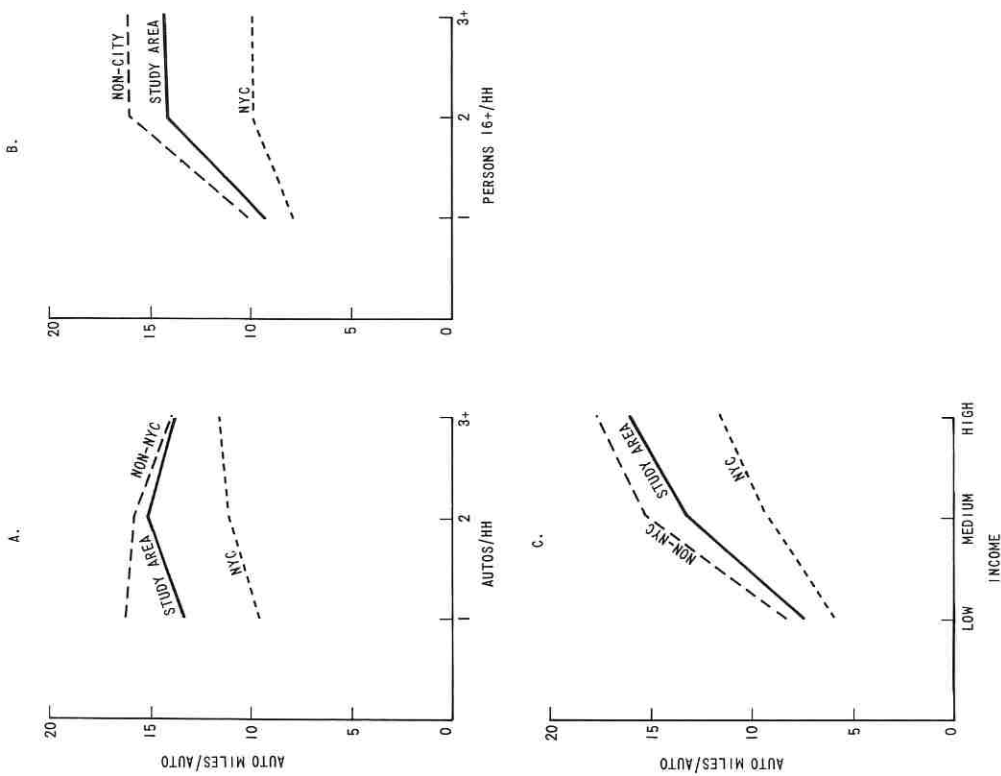 A.
AUTO MILES/AUTO
20
15
10
5
0
NON-NYC
STUDY AREA
NYC
1
2
3+
AUTOS/HH
B.
20
15
10
5
0
NON-CITY
STUDY AREA
NYC
1
2
3+
PERSONS 16+/HH
C.
AUTO MILES/AUTO
20
15
10
5
0
NON-NYC
STUDY AREA
NYC
LOW
MEDIUM
HIGH
INCOME